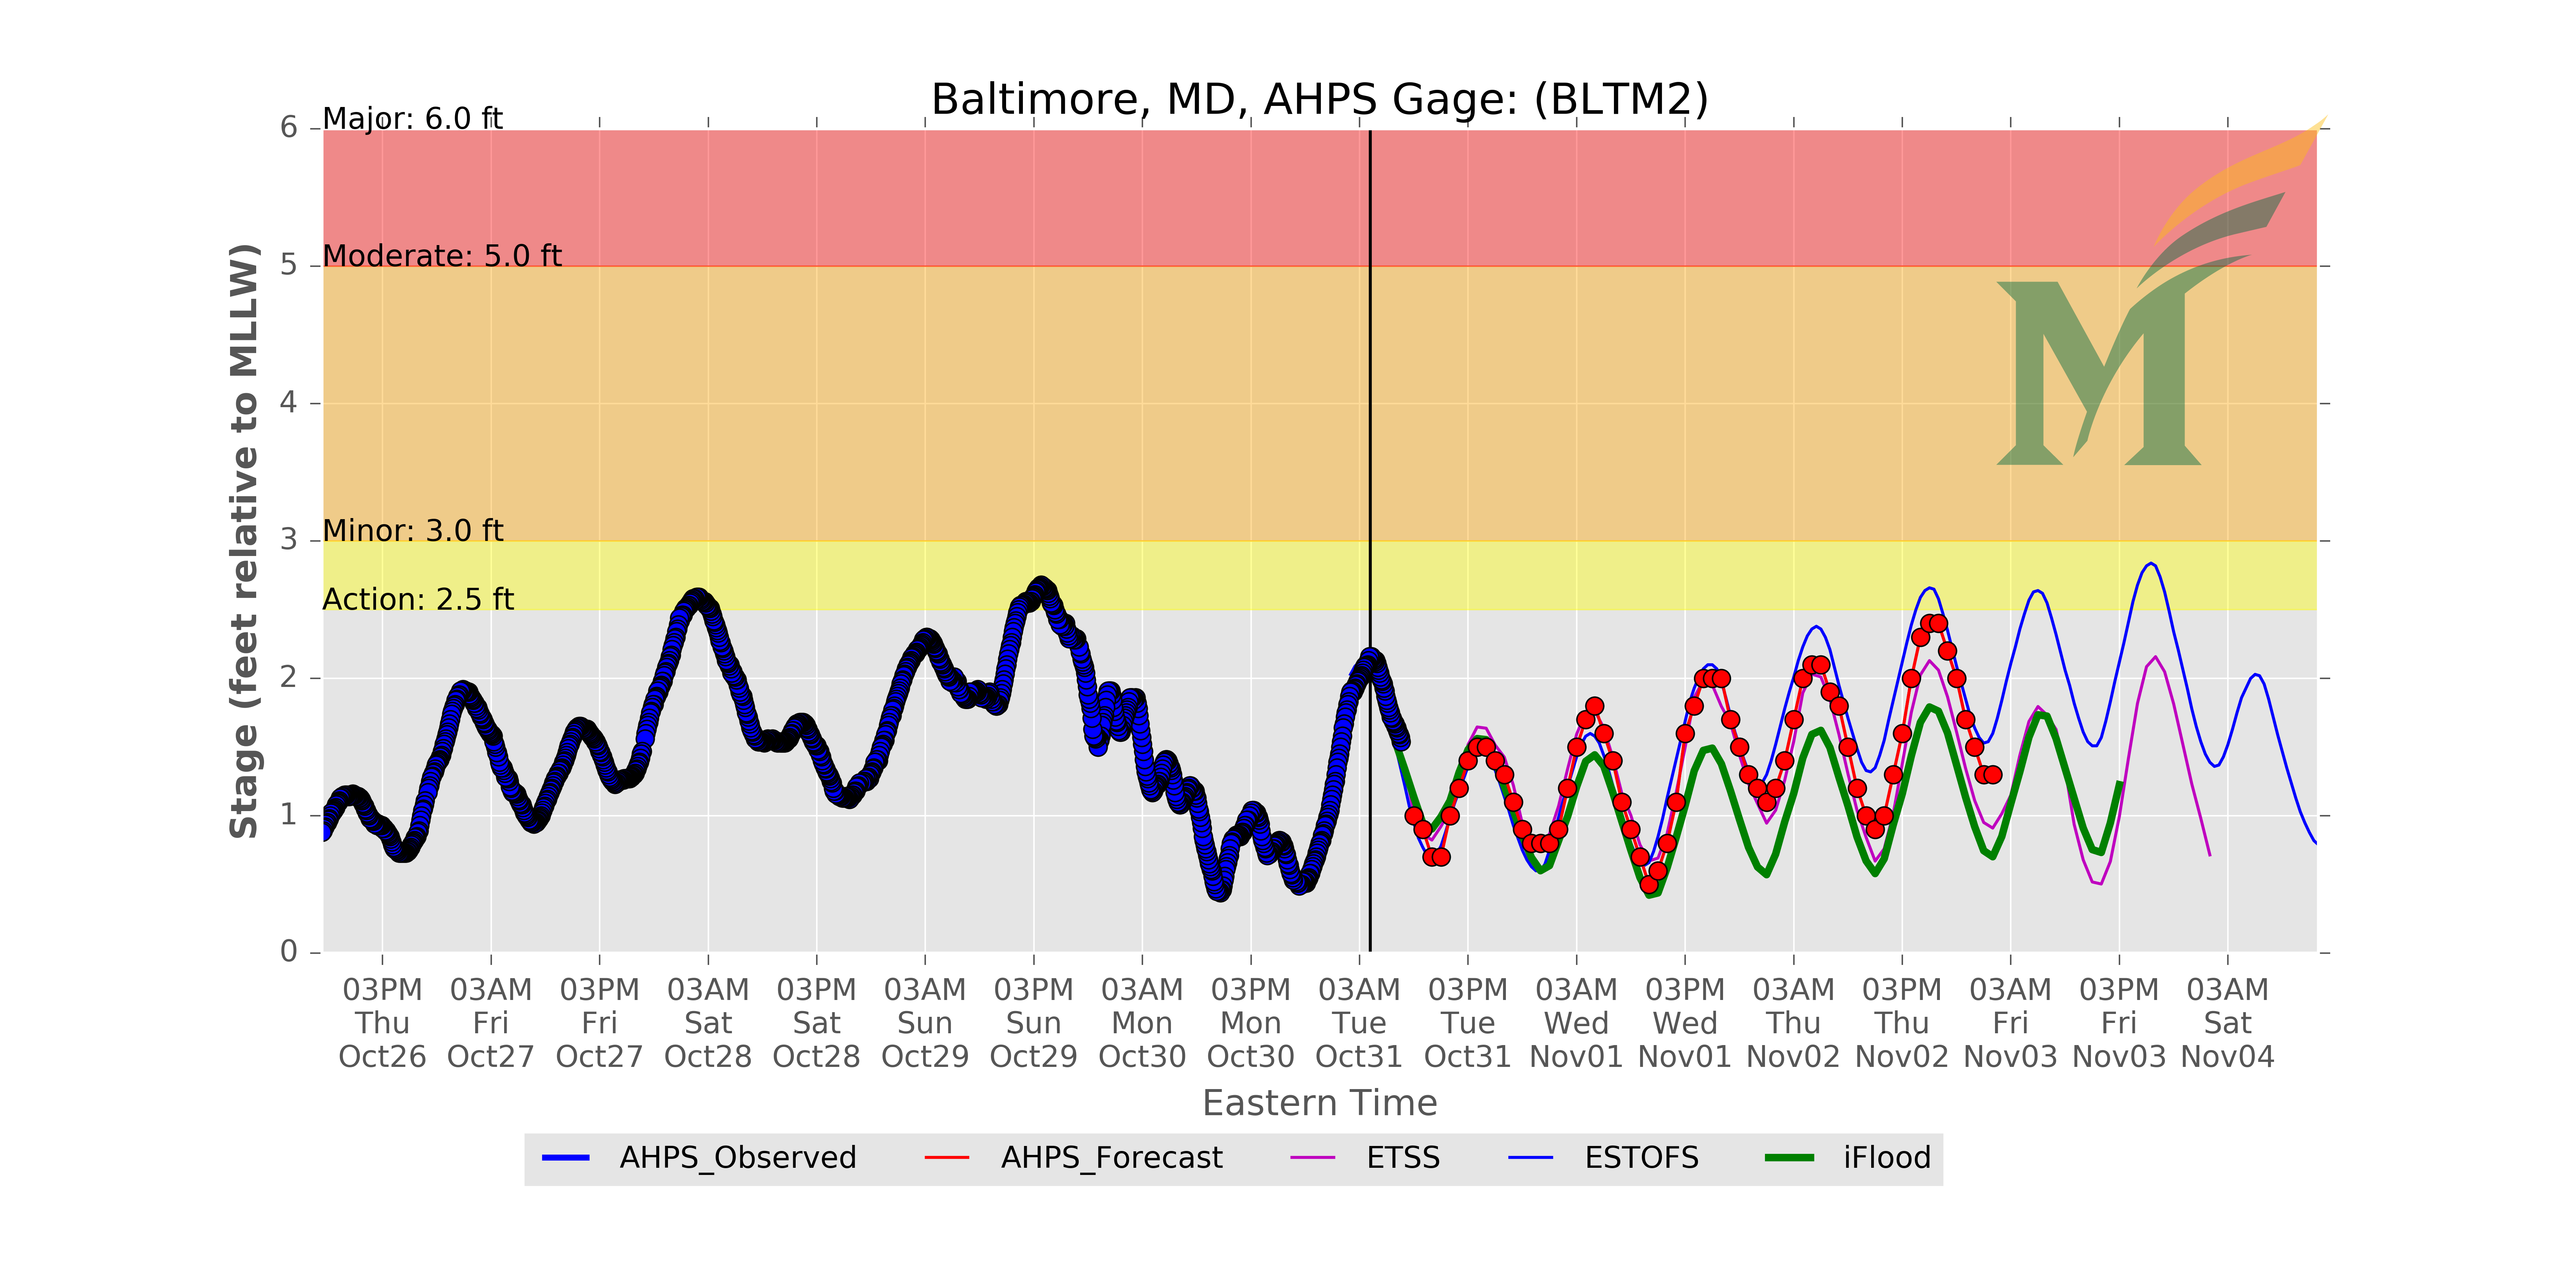 Baltimore, MD, AHPS Gage: (BLTM2)
Major: 6.0 ft
Moderate: 5.0 ft
Minor: 3.0 ft
Action: 2.5 ft
Stage (feet relative to MLLW)
6
5
4
3
2
1
0
03PM 03AM 03PM 03AM 03PM 03AM 03PM 03AM 03PM 03AM 03PM 03AM 03PM 03AM 03PM 03AM 03PM 03AM
Thu Fri Fri Sat Sat Sun Sun Mon Mon Tue Tue Wed Wed Thu Thu Fri Fri Sat
Oct26 Oct27 Oct27 Oct28 Oct28 Oct29 Oct29 Oct30 Oct30 Oct31 Oct31 Nov01 Nov01 Nov02 Nov02 Nov03 Nov03 Nov04
Eastern Time
AHPS_Observed AHPS_Forecast ETSS ESTOFS iFlood